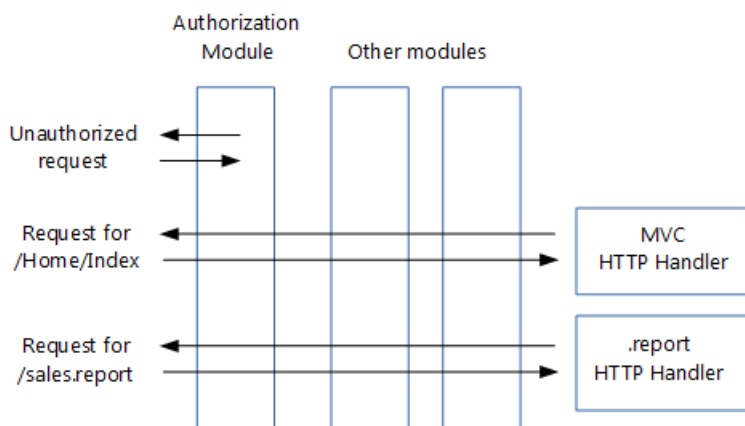 Authorization
Module
Other modules
Unauthorized
request
Request for
/Home/Index
MVC
HTTP Handler
Request for
/sales.report
.report
HTTP Handler